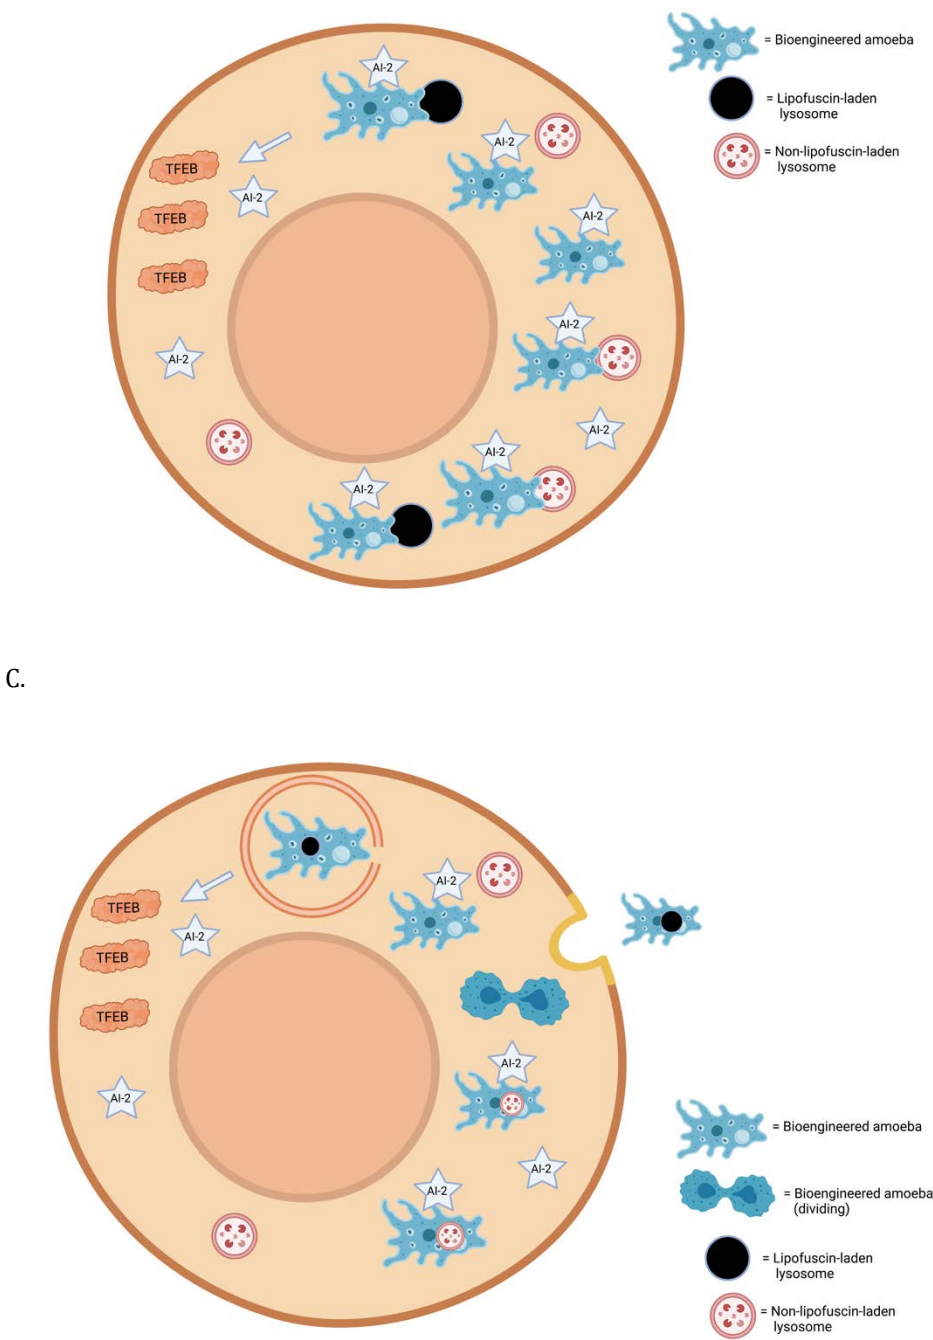 = Bioengineered amoeba
= Lipofuscin-laden
lysosome
= Non-lipofuscin-laden
lysosome
AI-2
AI-2
TFEB
AI-2
TFEB
AI-2
TFEB
AI-2
AI-2
AI-2
AI-2
AI-2
C.
AI-2
TFEB
AI-2
TFEB
TFEB
AI-2
AI-2
AI-2
AI-2
= Bioengineered amoeba
= Bioengineered amoeba
(dividing)
= Lipofuscin-laden
lysosome
= Non-lipofuscin-laden
lysosome